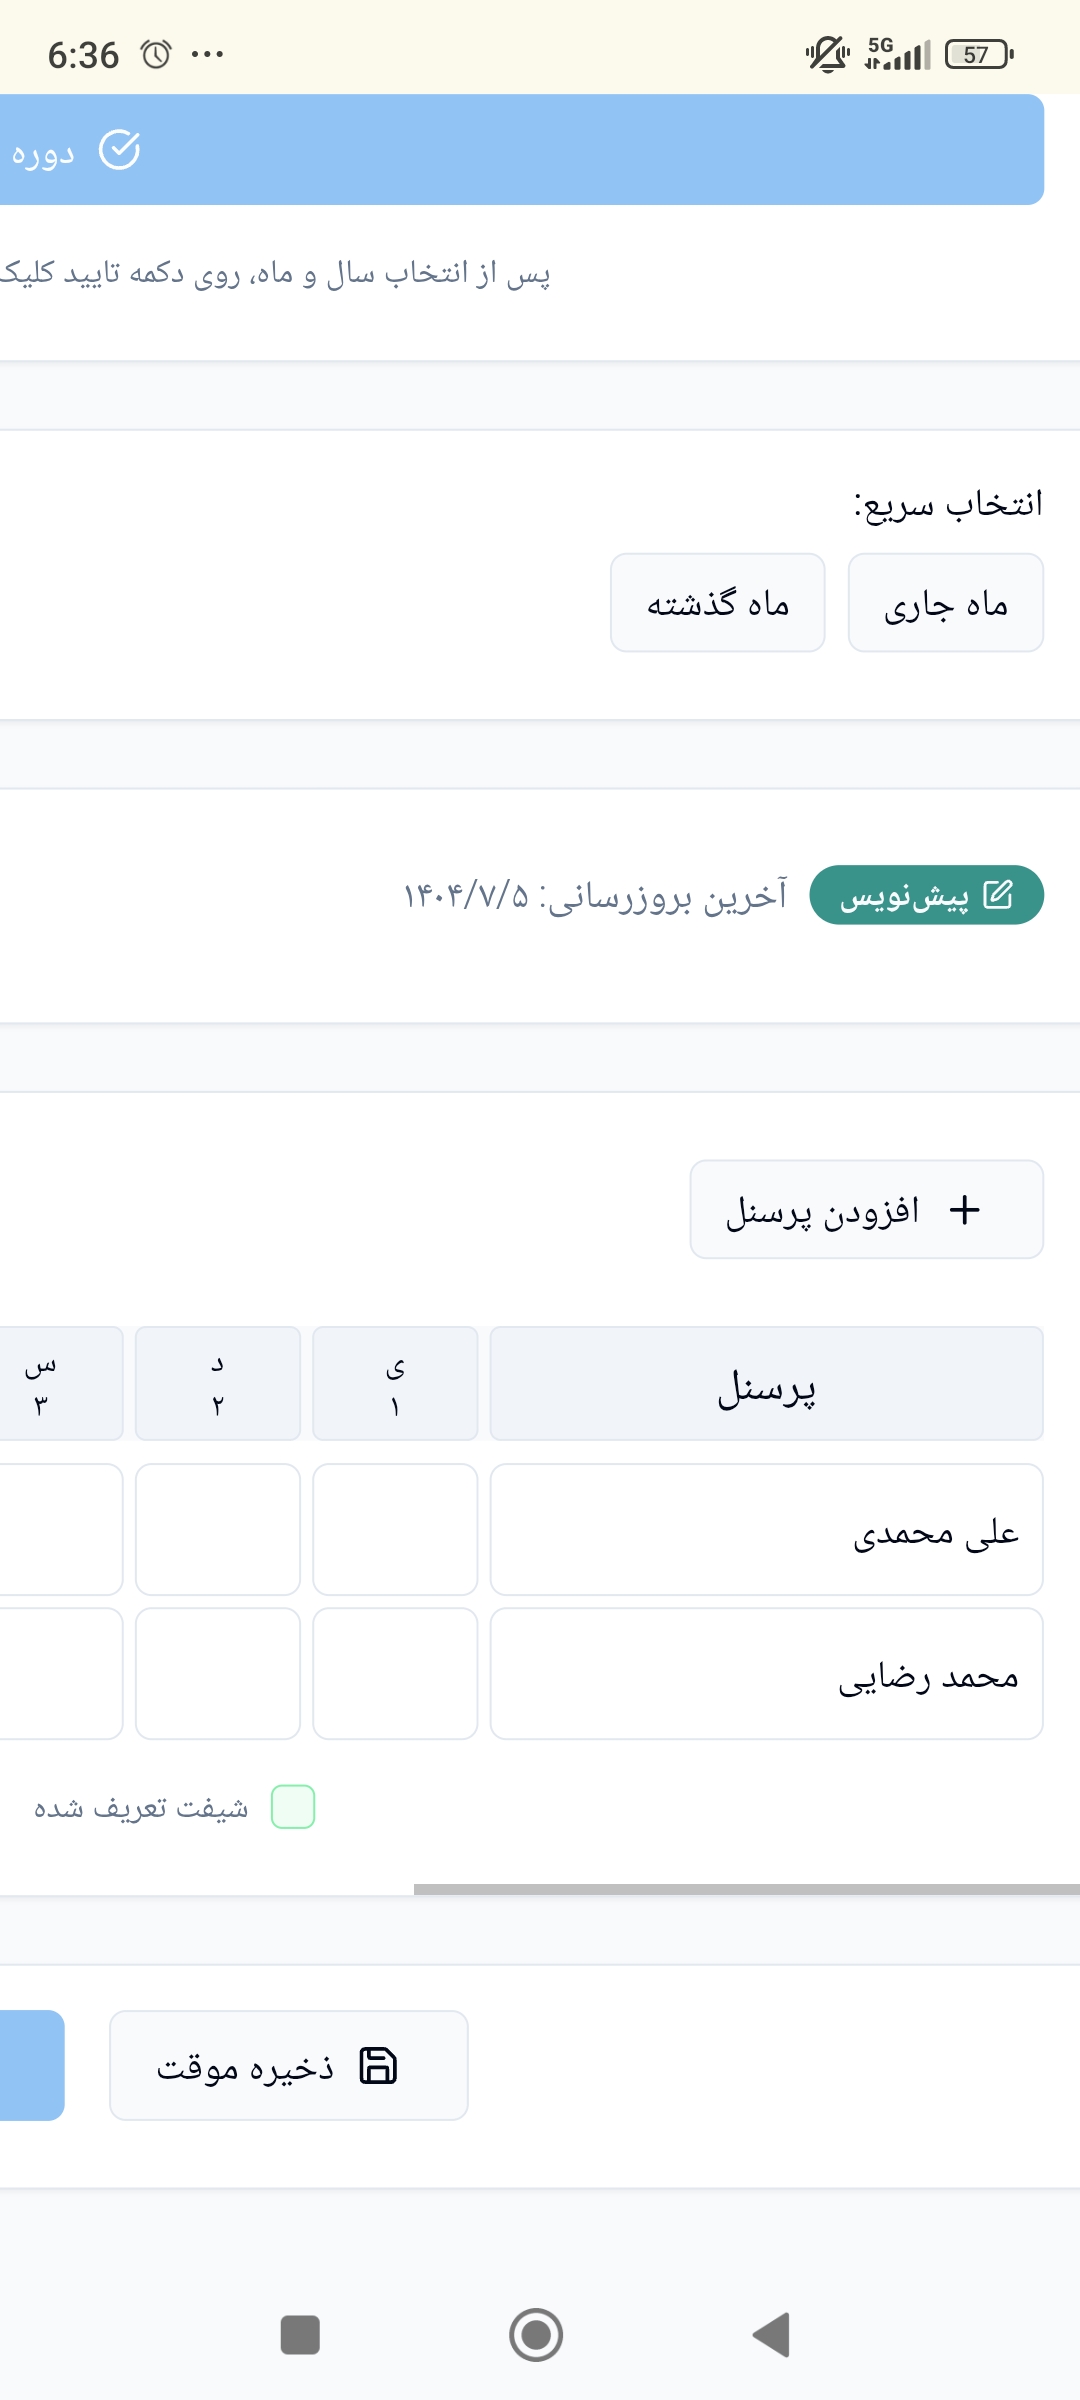 6:36
5G
57
دوره
پس از انتخاب سال و ماه، روی دکمه تایید کلیک
انتخاب سریع:
ماه جاری
ماه گذشته
پیش‌نویس
آخرین بروزرسانی: ۱۴۰۴/۷/۵
افزودن پرسنل
پرسنل
ی
۱
د
۲
س
۳
علی محمدی
محمد رضایی
شیفت تعریف شده
ذخیره موقت